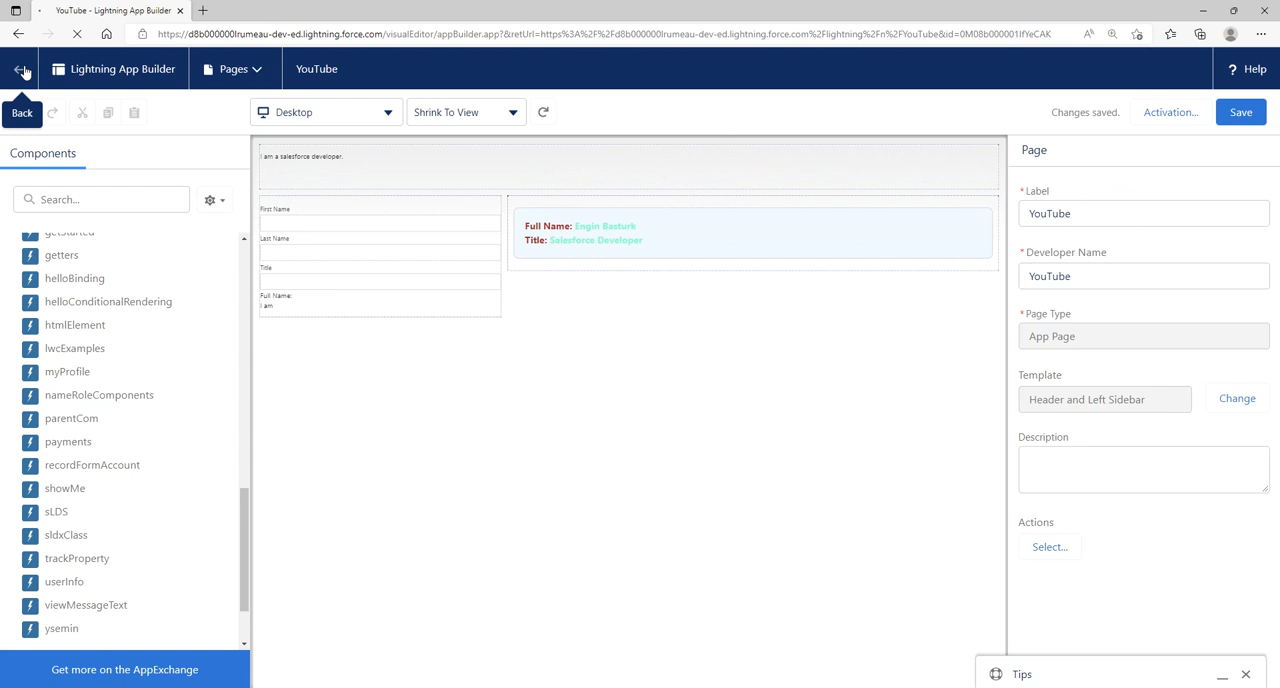 YouTube - Lightning App Builder
https://d8b000000lrumeau-dev-ed.lightning.force.com/visualEditor/appBuilder.app?&retUrl=https%3A%2F%2Fd8b000000lrumeau-dev-ed.lightning.force.com%2Flightning%2Fn%2FYouTube&id=0M08b000001lfYeCAK
Lightning App Builder
Pages
YouTube
Help
Back
Desktop
Shrink To View
Changes saved.
Activation...
Save
Components
Search...
getStarted
getters
helloBinding
helloConditionalRendering
htmlElement
lwcExamples
myProfile
nameRoleComponents
parentCom
payments
recordFormAccount
showMe
sLDS
sldxClass
trackProperty
userInfo
viewMessageText
ysemin
Get more on the AppExchange
I am a salesforce developer.
First Name
Last Name
Title
Full Name:
I am
Full Name: Engin Basturk
Title: Salesforce Developer
Page
*Label
YouTube
*Developer Name
YouTube
*Page Type
App Page
Template
Header and Left Sidebar
Change
Description
Actions
Select...
Tips